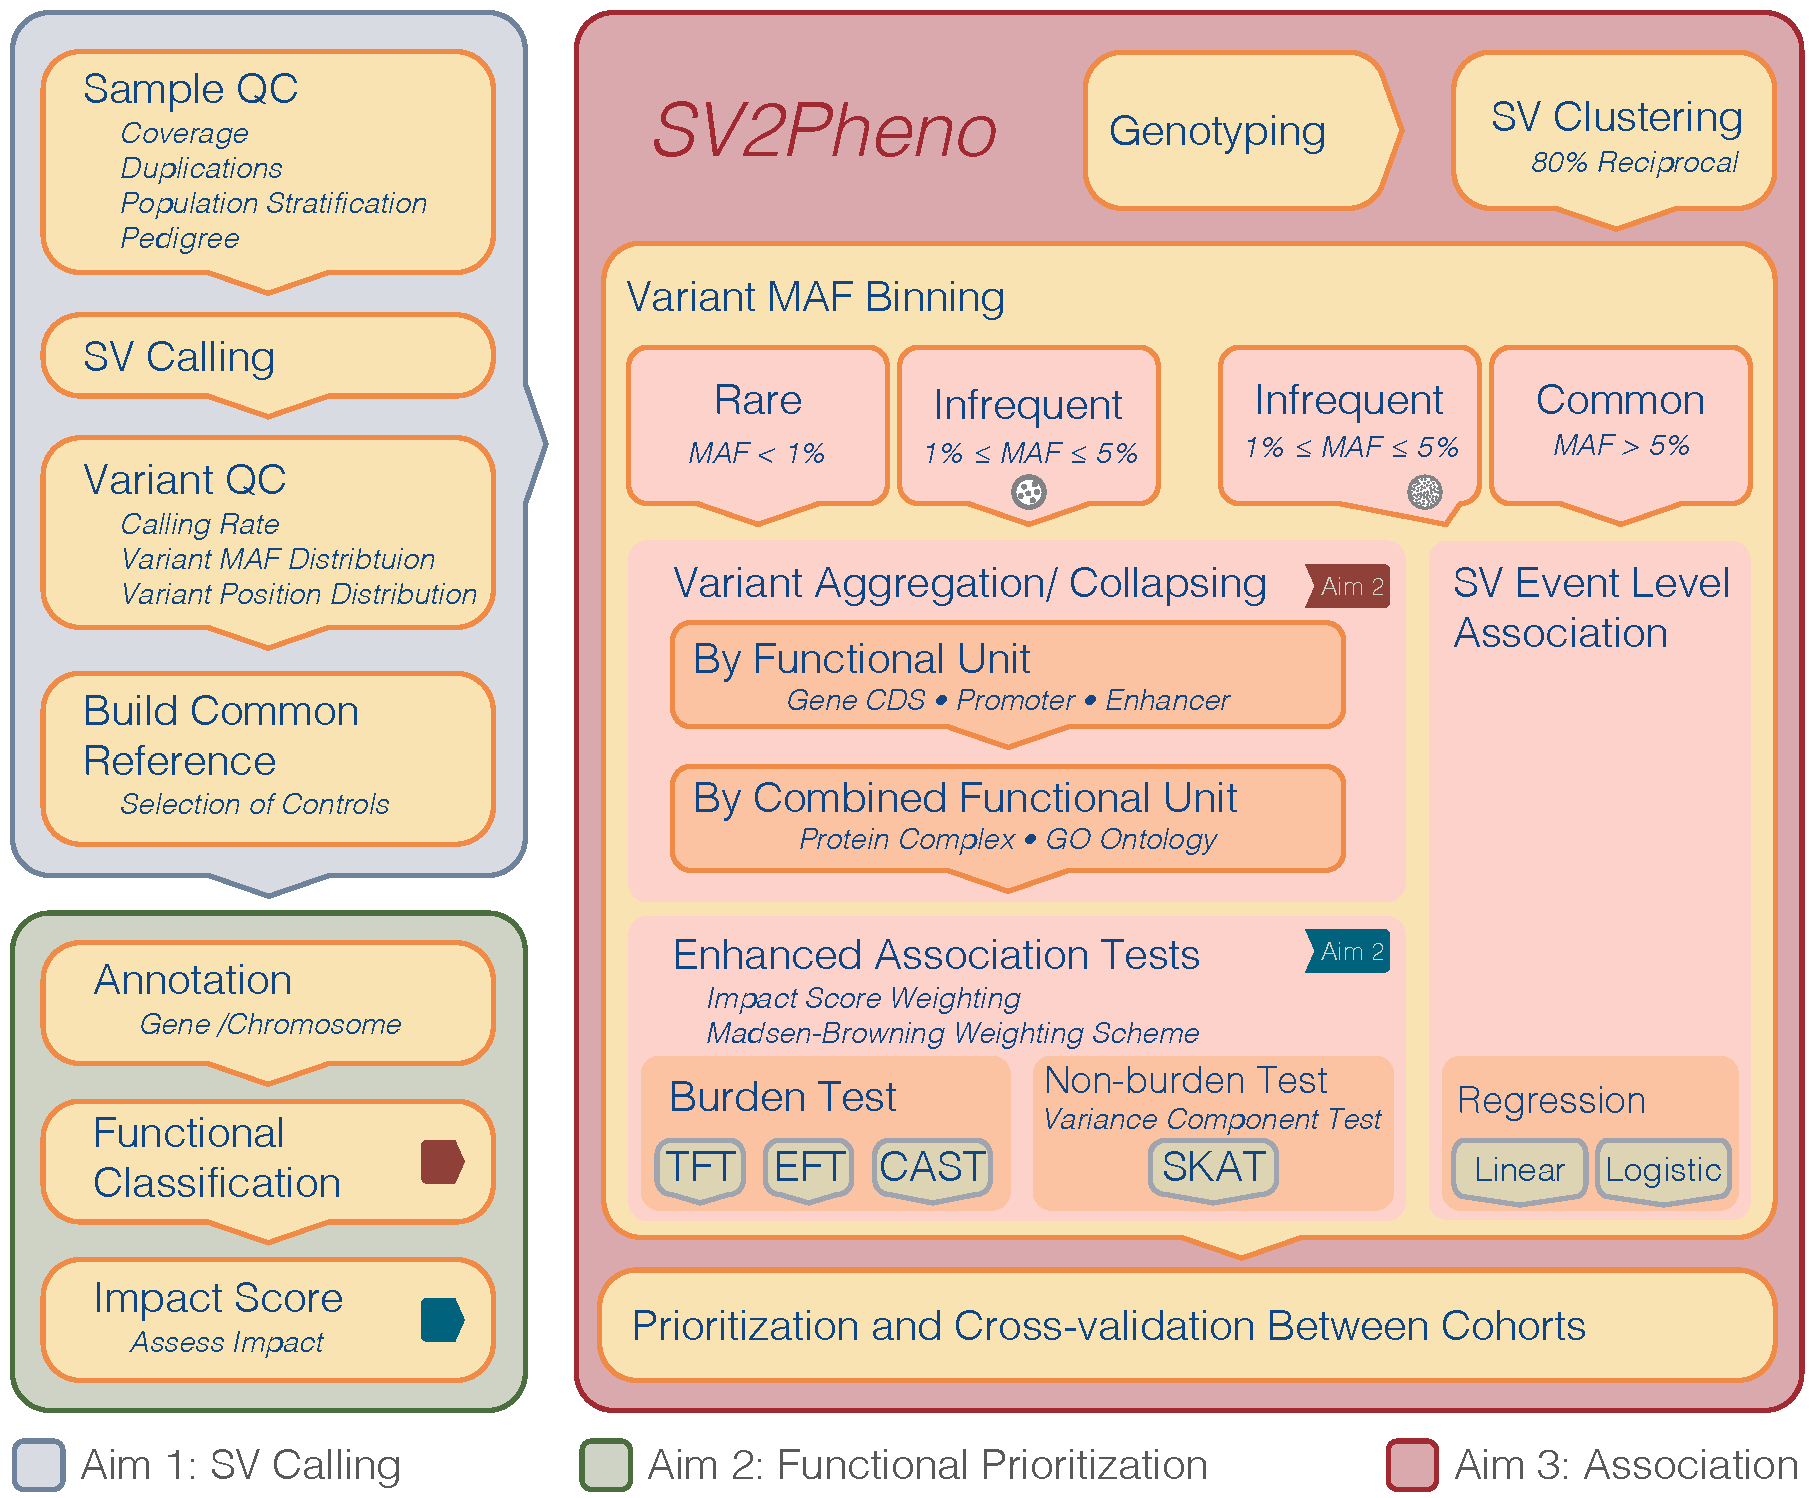 Sample QC
Coverage
Duplications
Population Stratification
Pedigree
SV Calling
Variant QC
Calling Rate
Variant MAF Distribtuion
Variant Position Distribution
Build Common
Reference
Selection of Controls
Annotation
Gene /Chromosome
Functional
Classification
Impact Score
Assess Impact
SV2Pheno
Genotyping
SV Clustering
80% Reciprocal
Variant MAF Binning
Rare
MAF < 1%
Infrequent
1% ≤ MAF ≤ 5%
Infrequent
1% ≤ MAF ≤ 5%
Common
MAF > 5%
Variant Aggregation/ Collapsing
Aim 2
By Functional Unit
Gene CDS • Promoter • Enhancer
By Combined Functional Unit
Protein Complex • GO Ontology
SV Event Level
Association
Enhanced Association Tests
Aim 2
Impact Score Weighting
Madsen-Browning Weighting Scheme
Burden Test
TFT
EFT
CAST
Non-burden Test
Variance Component Test
SKAT
Regression
Linear
Logistic
Prioritization and Cross-validation Between Cohorts
Aim 1: SV Calling
Aim 2: Functional Prioritization
Aim 3: Association